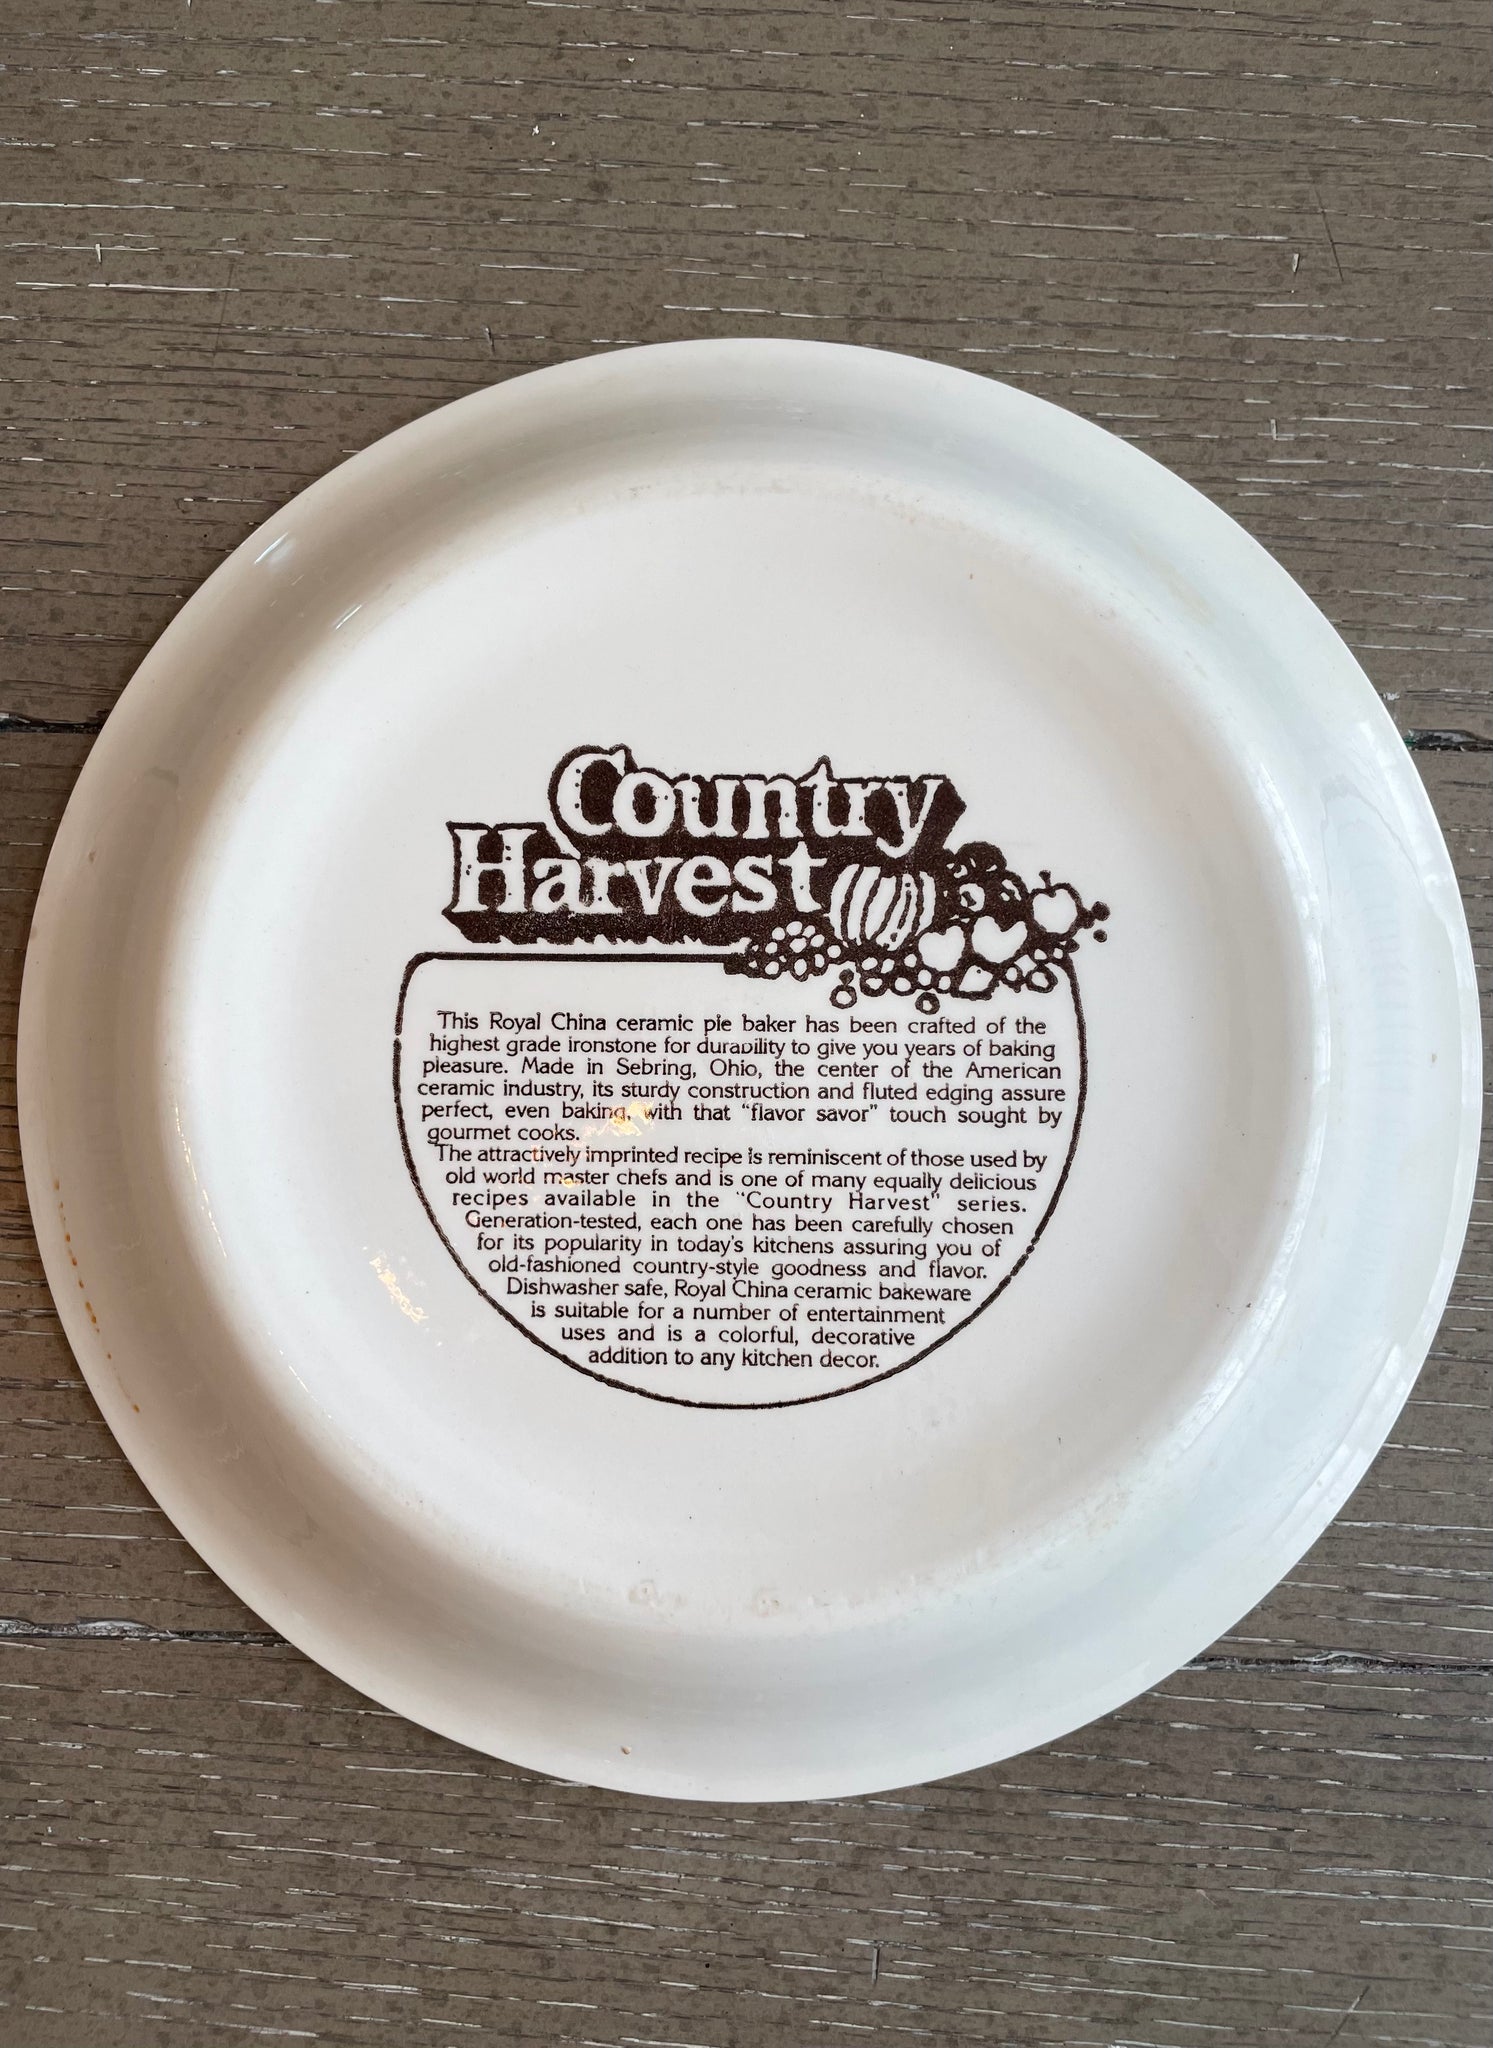 Country
Harvest
This Royal China ceramic pie baker has been crafted of the
highest grade ironstone for durability to give you years of baking
pleasure. Made in Sebring, Ohio, the center of the American
ceramic industry, its sturdy construction and fluted edging assure
perfect, even baking, with that "flavor savor" touch sought by
gourmet cooks.
The attractively imprinted recipe is reminiscent of those used by
old world master chefs and is one of many equally delicious
recipes available in the "Country Harvest" series.
Generation-tested, each one has been carefully chosen
for its popularity in today's kitchens assuring you of
old-fashioned country-style goodness and flavor.
Dishwasher safe, Royal China ceramic bakeware
is suitable for a number of entertainment
uses and is a colorful, decorative
addition to any kitchen decor.